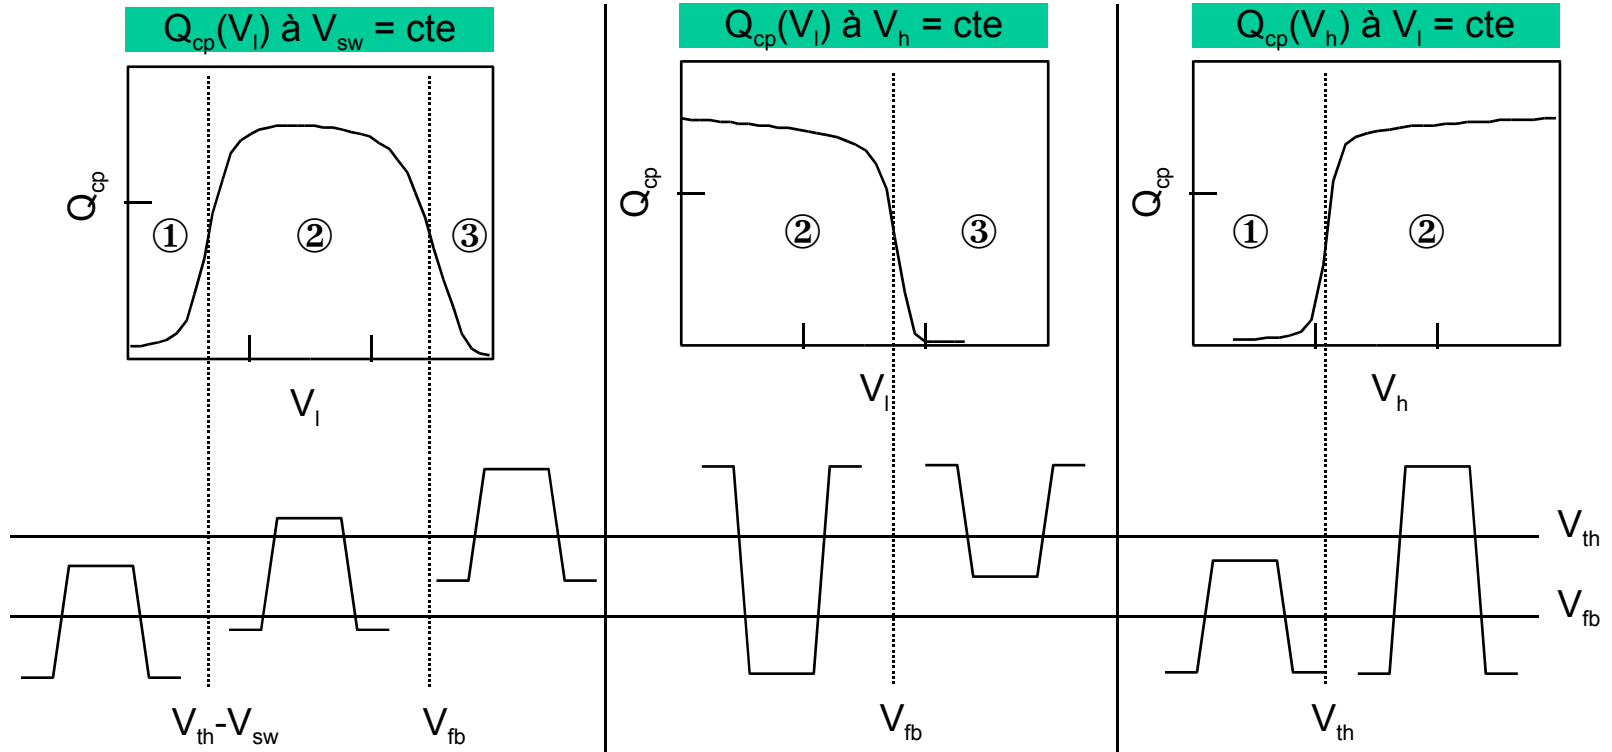 Qcp(Vl) à Vsw = cte
Qcp(Vl) à Vh = cte
Qcp(Vh) à Vl = cte
Qcp
①
②
③
Vl
Qcp
②
③
Vl
Qcp
①
②
Vh
Vth
Vfb
Vth-Vsw
Vfb
Vfb
Vth